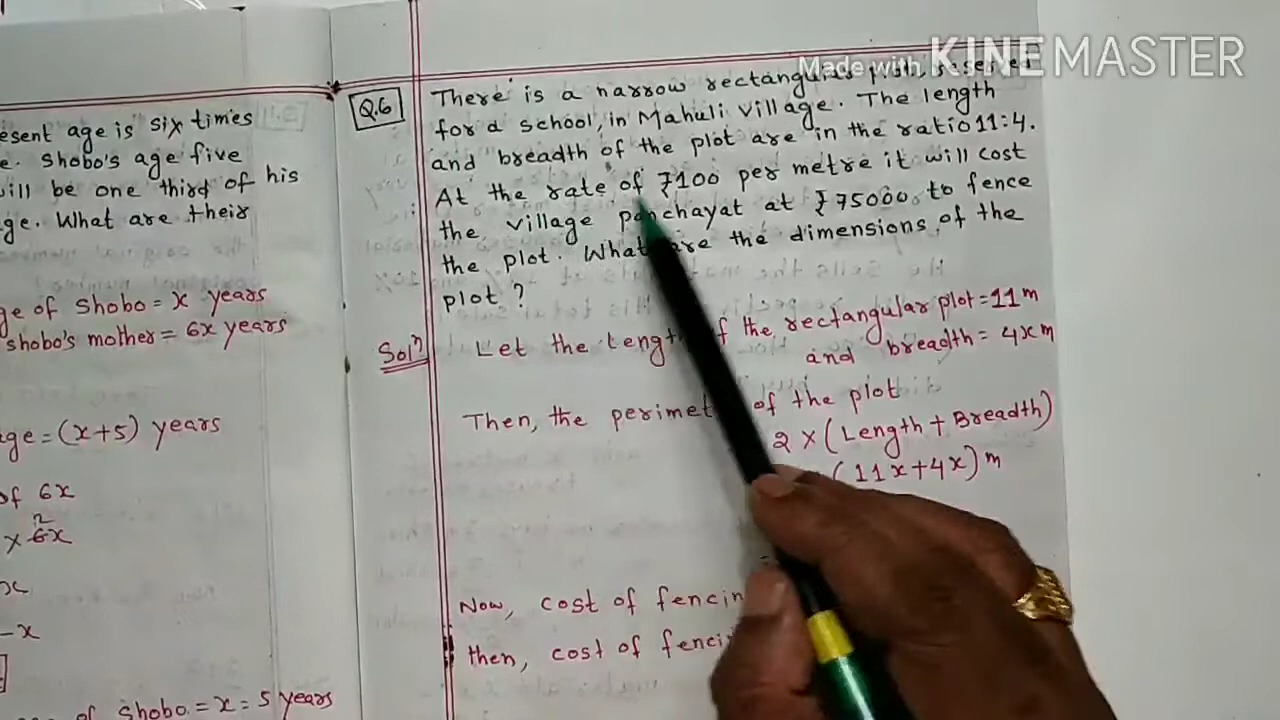 Made with KINEMASTER
esent age is six times
e. Shobo's age five
ill be one third of his
ge. What are their
ge of Shobo = x years
shobo's mother = 6x years
age = (x+5) years
of 6x
2
x 6x
x
- x
of shobo = x = 5 years
Q.6
There is a narrow rectangular plot, reserved
for a school, in Mahuli village. The length
and breadth of the plot are in the ratio 11:4.
At the rate of ₹100 per metre it will cost
the village panchayat at ₹75000 to fence
the plot. What are the dimensions of the
plot ?
Solⁿ
Let the length of the rectangular plot = 11 m
and breadth = 4x m
Then, the perimet of the plot
2 × (Length + Breadth)
(11x + 4x) m
Now, cost of fencin
then, cost of fenci